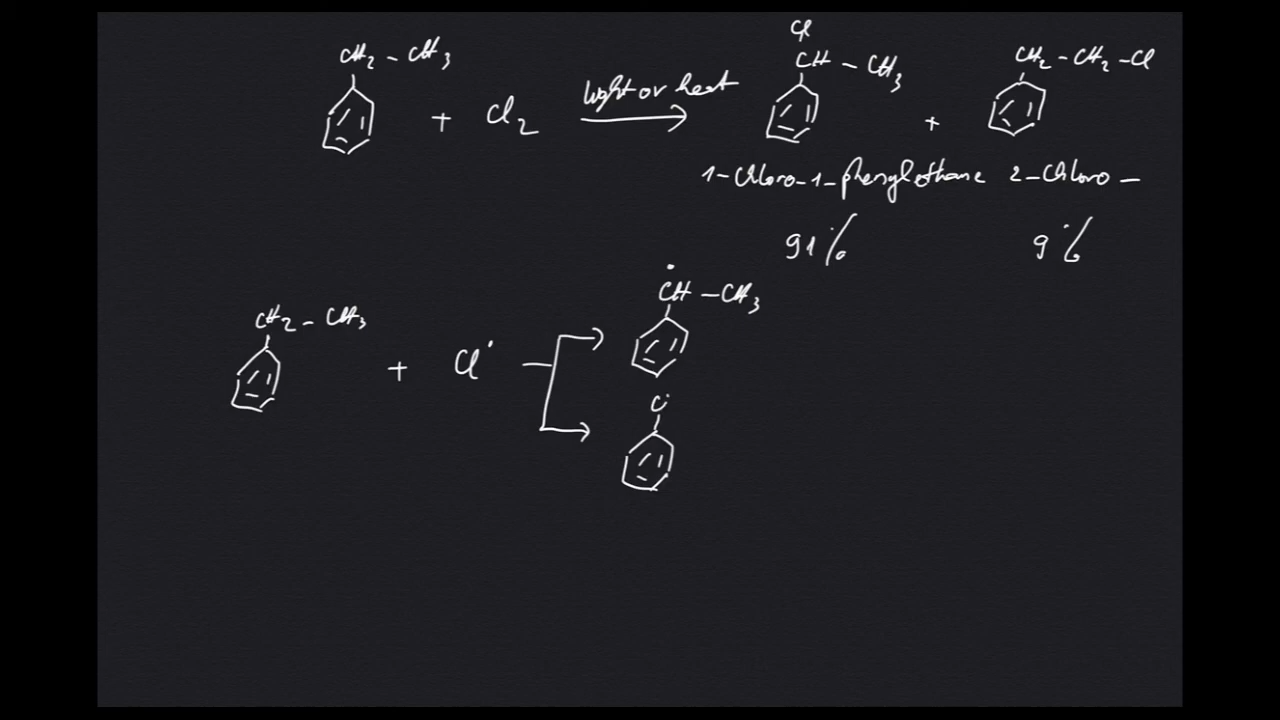 CH2 - CH3 + Cl2 light or heat Cl CH - CH3 + CH2 - CH2 - Cl
1-Chloro-1-phenylethane 2-Chloro-
91% 9%
CH2 - CH3 + Cl• •CH - CH3
C